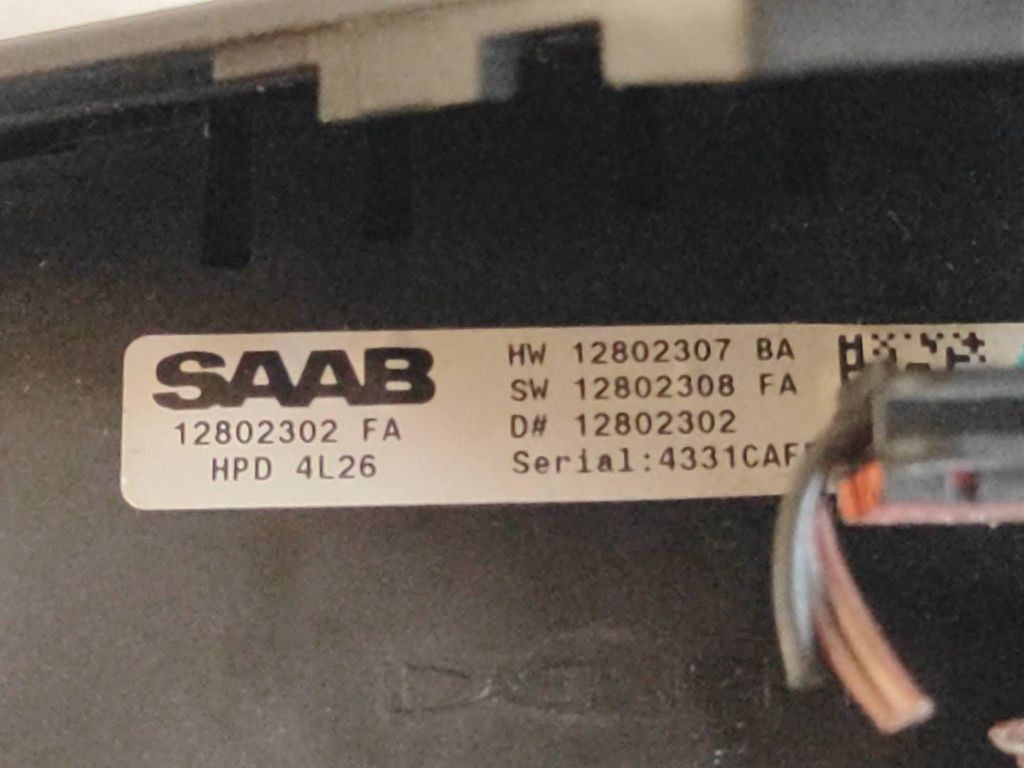 SAAB
12802302 FA
HPD 4L26
HW 12802307 BA
SW 12802308 FA
D# 12802302
Serial:4331CAF